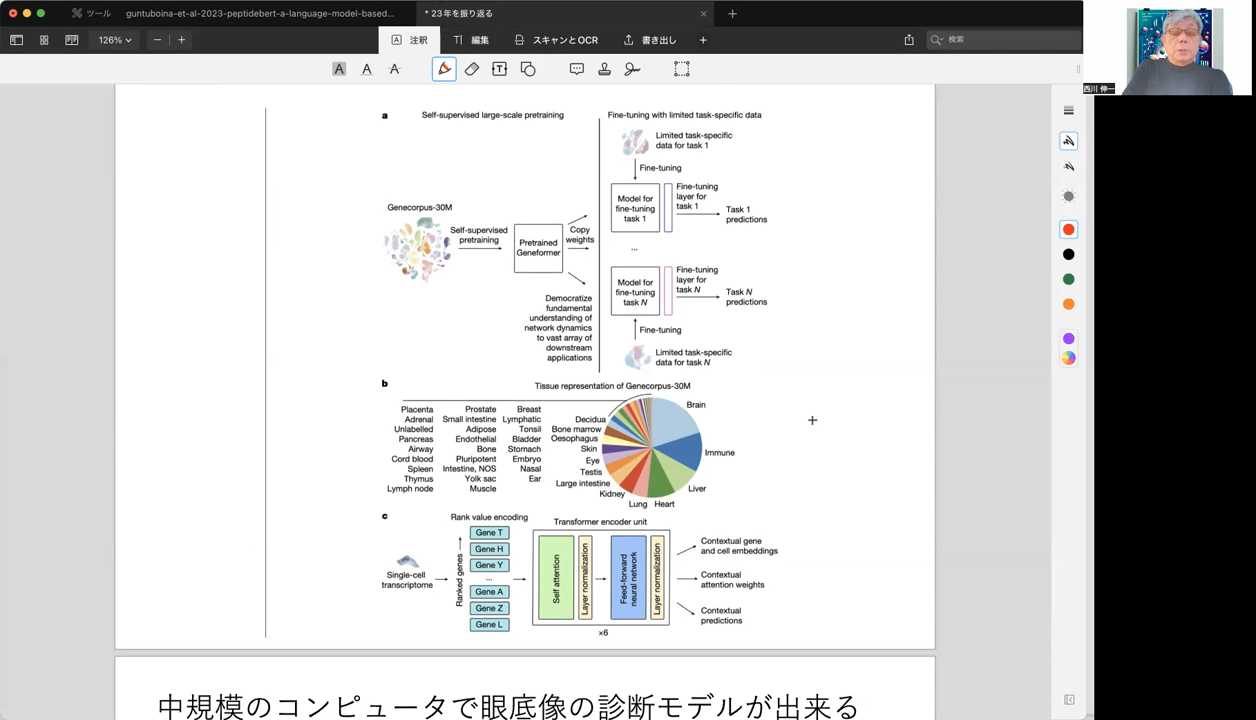 ツール
guntuboina-et-al-2023-peptidebert-a-language-model-based...
* 23年を振り返る
126%
注釈
編集
スキャンとOCR
書き出し
検索
西川 伸一
a
Self-supervised large-scale pretraining
Fine-tuning with limited task-specific data
Limited task-specific
data for task 1
Fine-tuning
Genecorpus-30M
Self-supervised
pretraining
Pretrained
Geneformer
Copy
weights
Model for
fine-tuning
task 1
Fine-tuning
layer for
task 1
Task 1
predictions
...
Model for
fine-tuning
task N
Fine-tuning
layer for
task N
Task N
predictions
Democratize
fundamental
understanding of
network dynamics
to vast array of
downstream
applications
Fine-tuning
Limited task-specific
data for task N
b
Tissue representation of Genecorpus-30M
Placenta
Adrenal
Unlabelled
Pancreas
Airway
Cord blood
Spleen
Thymus
Lymph node
Prostate
Small intestine
Adipose
Endothelial
Bone
Pluripotent
Intestine, NOS
Yolk sac
Muscle
Breast
Lymphatic
Tonsil
Bladder
Stomach
Embryo
Nasal
Ear
Decidua
Bone marrow
Oesophagus
Skin
Eye
Testis
Large intestine
Kidney
Lung
Heart
Liver
Immune
Brain
c
Rank value encoding
Transformer encoder unit
Single-cell
transcriptome
Ranked genes
Gene T
Gene H
Gene Y
...
Gene A
Gene Z
Gene L
Self attention
Layer normalization
Feed-forward
neural network
Layer normalization
×6
Contextual gene
and cell embeddings
Contextual
attention weights
Contextual
predictions
中規模のコンピュータで眼底像の診断モデルが出来る